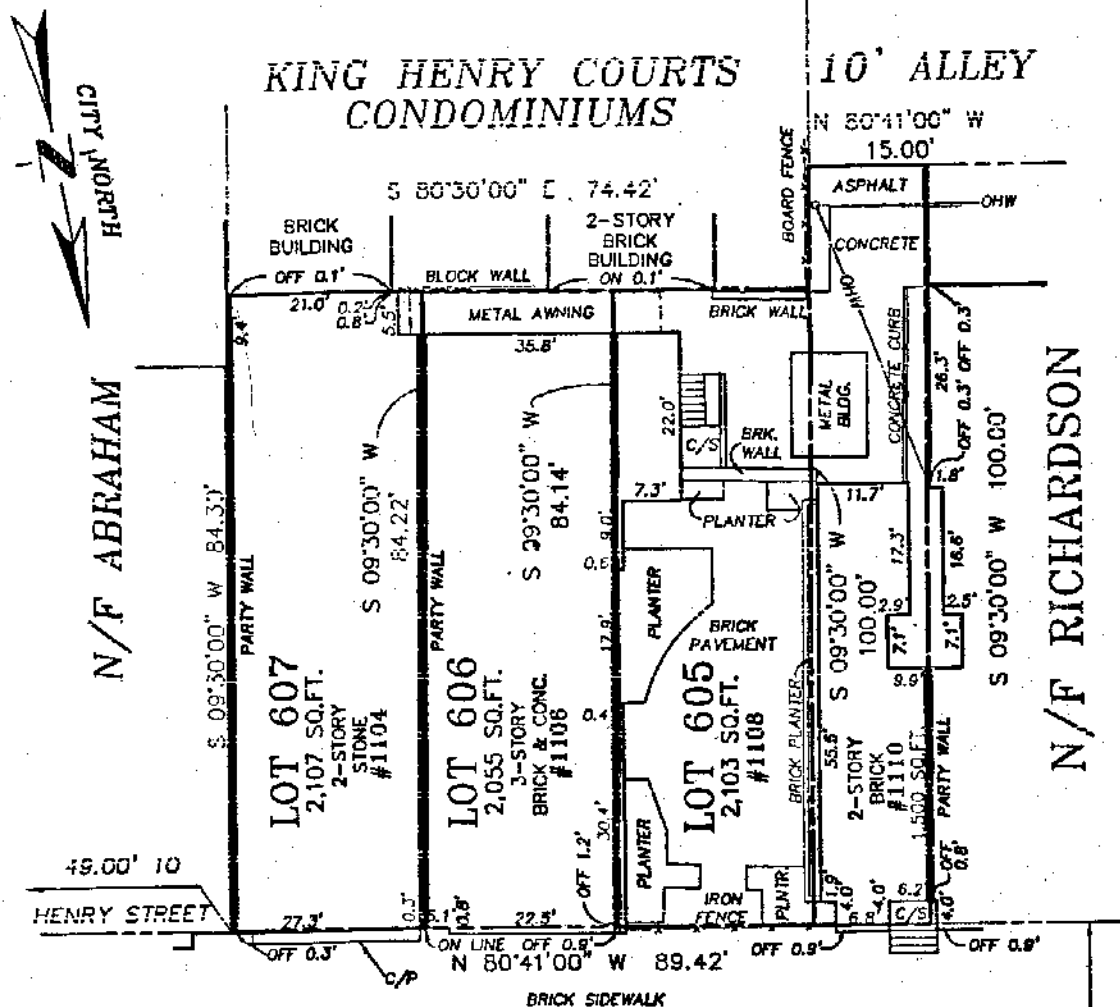 KING HENRY COURTS
CONDOMINIUMS
10' ALLEY
N 80°41'00" W
15.00'
CITY NORTH
S 80°30'00" E 74.42'
BOARD FENCE
ASPHALT
OHW
CONCRETE
OHW
BRICK
BUILDING
OFF 0.1'
2-STORY
BRICK
BUILDING
ON 0.1'
BLOCK WALL
21.0'
0.2'
0.8'
5.5'
METAL AWNING
BRICK WALL
35.8'
9.4'
METAL
BLDG.
CONCRETE CURB
OFF 0.3'
26.3'
OFF 0.3'
1.8'
22.0'
C/S
BRK.
WALL
7.3'
PLANTER
11.7'
N/F ABRAHAM
S 09°30'00" W 84.30'
PARTY WALL
S 09°30'00" W
84.22'
PARTY WALL
S 09°30'00" W
84.14'
9.0'
0.6'
17.9'
0.4'
30.4'
PLANTER
BRICK
PAVEMENT
S 09°30'00" W
100.00'
17.3'
16.6'
2.9'
2.5'
7.1'
7.1'
9.9'
S 09°30'00" W 100.00'
N/F RICHARDSON
LOT 607
2,107 SQ.FT.
2-STORY
STONE
#1104
LOT 606
2,055 SQ.FT.
3-STORY
BRICK & CONC.
#1106
LOT 605
2,103 SQ.FT.
#1108
BRICK PLANTER
55.5'
2-STORY
BRICK
#1110
1,500 SQ.FT.
PARTY WALL
OFF 1.2'
PLANTER
IRON
FENCE
PLNTR.
1.9'
4.0'
4.0'
6.2'
OFF
0.8'
4.0'
C/S
49.00' TO
HENRY STREET
27.3'
0.3'
5.1'
0.8'
22.5'
OFF 0.3'
ON LINE
OFF 0.9'
OFF 0.9'
OFF 0.9'
C/P
N 80°41'00" W 89.42'
BRICK SIDEWALK